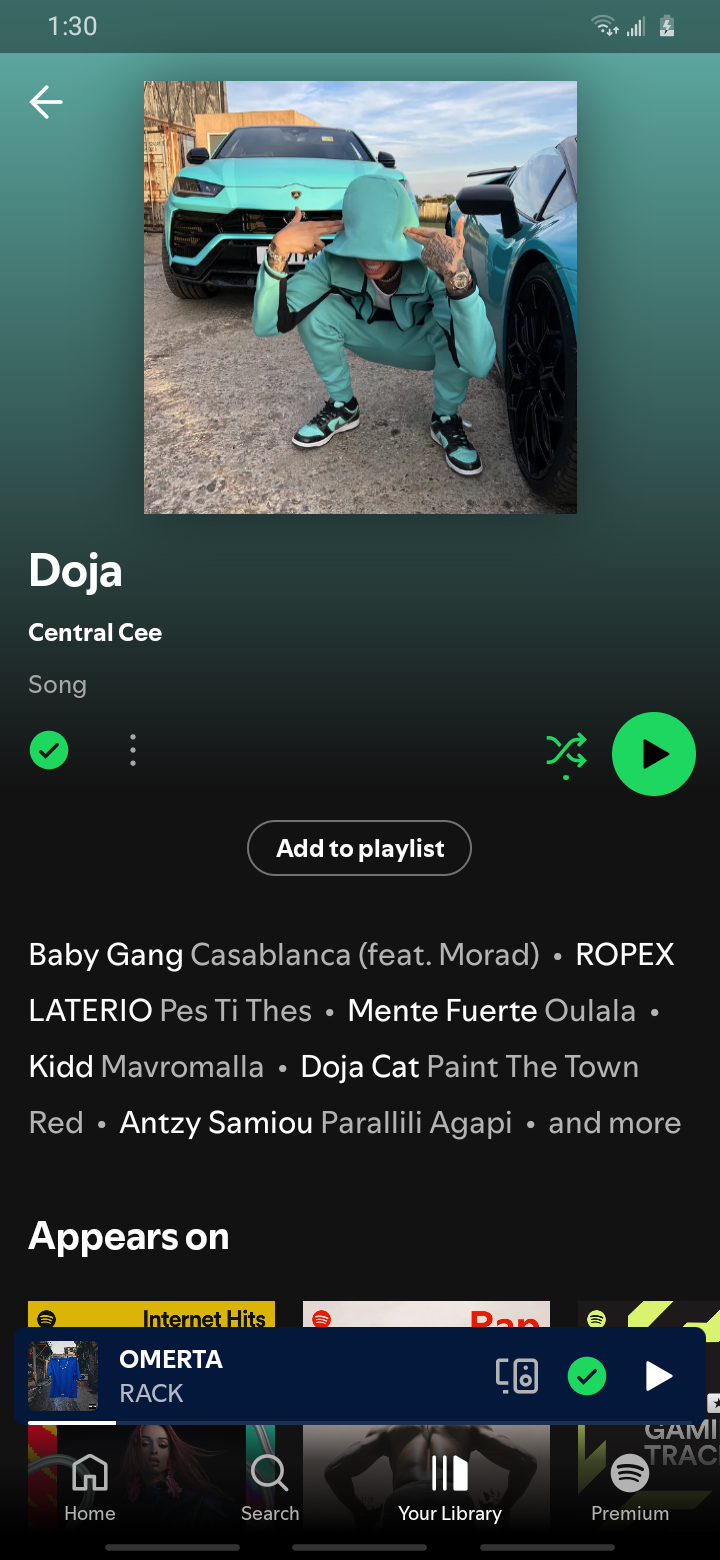 1:30
Doja
Central Cee
Song
Add to playlist
Baby Gang Casablanca (feat. Morad) • ROPEX
LATERIO Pes Ti Thes • Mente Fuerte Oulala •
Kidd Mavromalla • Doja Cat Paint The Town
Red • Antzy Samiou Parallili Agapi • and more
Appears on
Internet Hits
Rap
OMERTA
RACK
Home
Search
Your Library
Premium